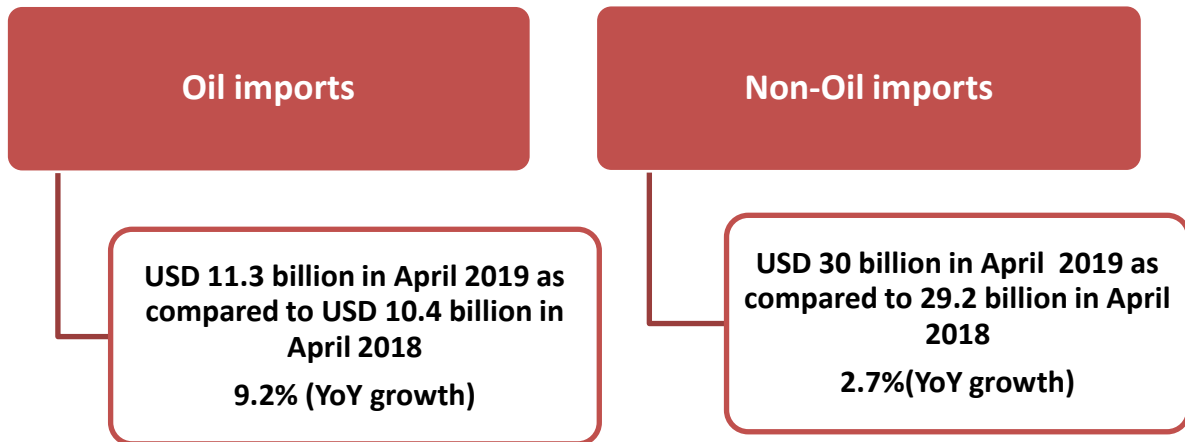 Oil imports
USD 11.3 billion in April 2019 as
compared to USD 10.4 billion in
April 2018
9.2% (YoY growth)
Non-Oil imports
USD 30 billion in April  2019 as
compared to 29.2 billion in April
2018
2.7%(YoY growth)